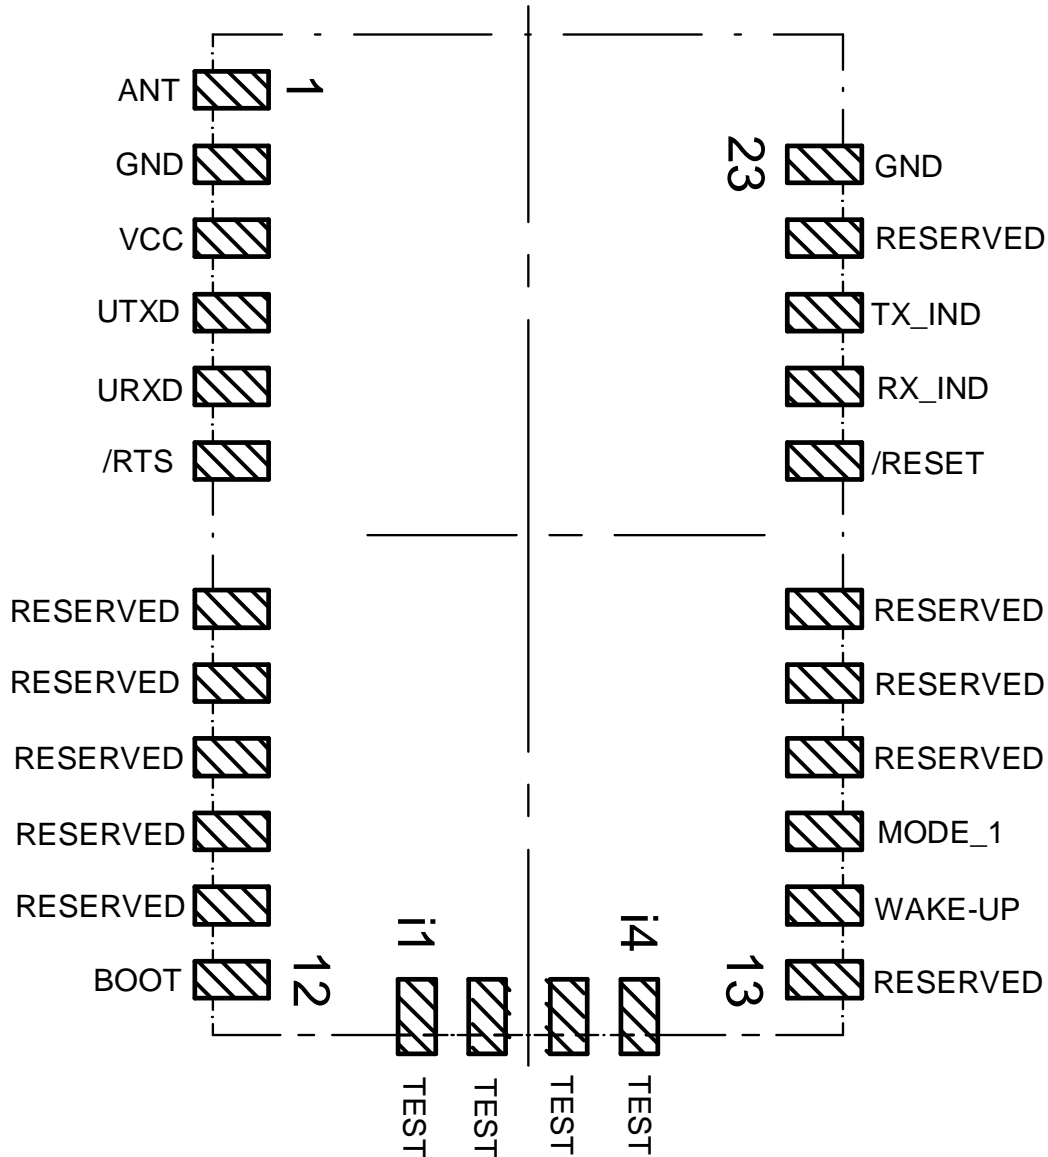 ANT
1
GND
VCC
UTXD
URXD
/RTS
RESERVED
RESERVED
RESERVED
RESERVED
RESERVED
BOOT
12
23
GND
RESERVED
TX_IND
RX_IND
/RESET
RESERVED
RESERVED
RESERVED
MODE_1
WAKE-UP
13
RESERVED
i1
i4
TEST
TEST
TEST
TEST